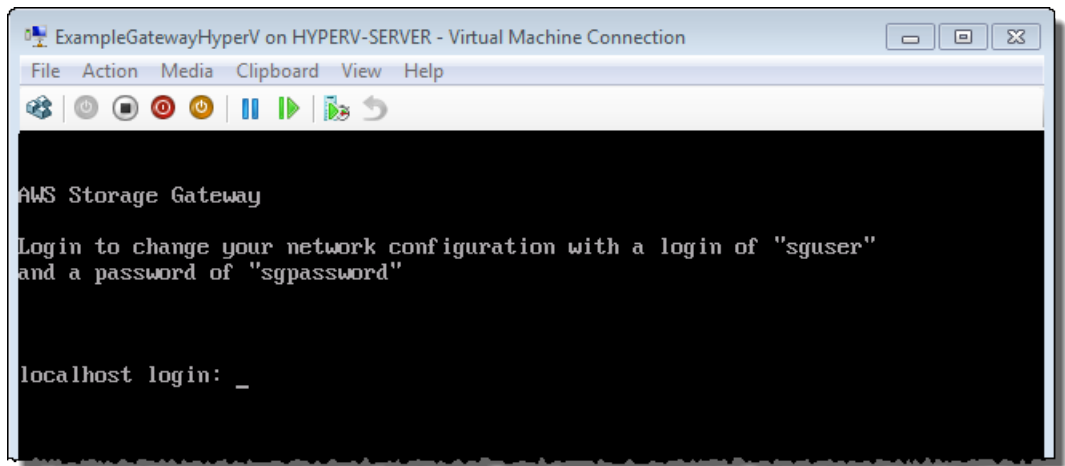 ExampleGatewayHyperV on HYPERV-SERVER - Virtual Machine Connection
File Action Media Clipboard View Help
AWS Storage Gateway
Login to change your network configuration with a login of "sguser"
and a password of "sgpassword"
localhost login: _